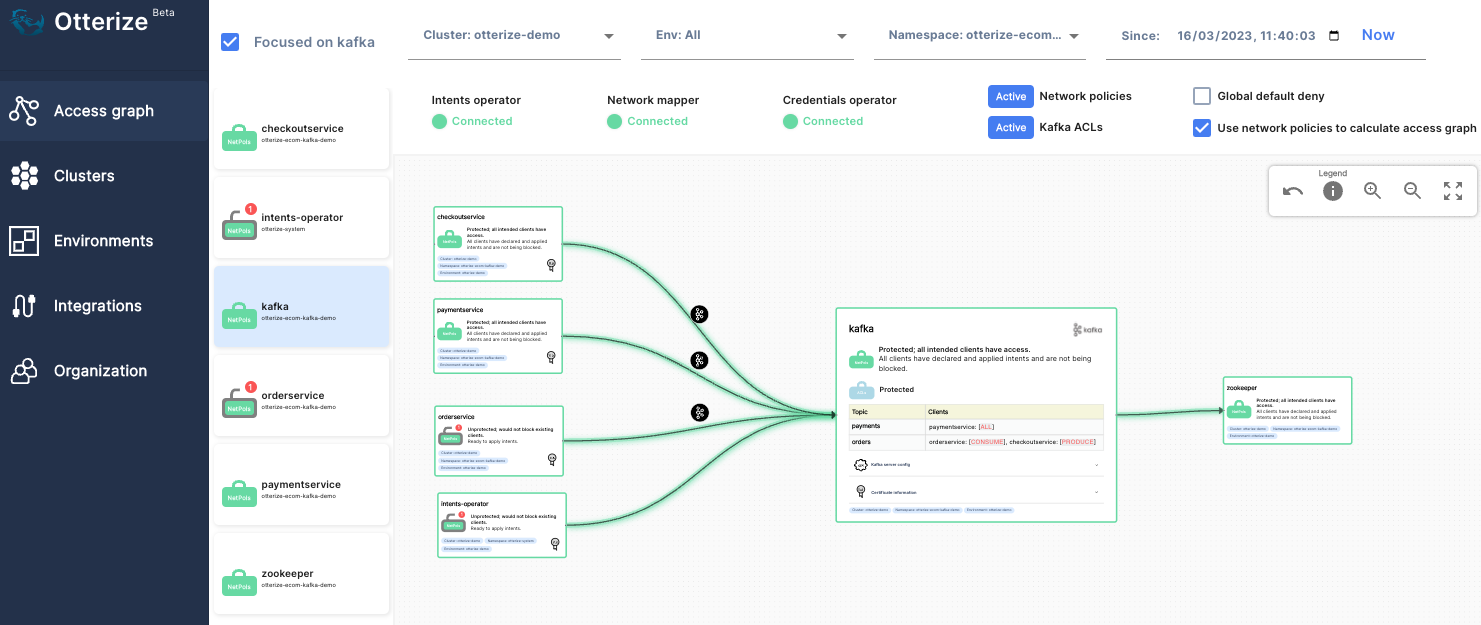 Otterize Beta
Access graph
Clusters
Environments
Integrations
Organization
Focused on kafka
Cluster: otterize-demo
Env: All
Namespace: otterize-ecom...
Since: 16/03/2023, 11:40:03
Now
Intents operator
Connected
Network mapper
Connected
Credentials operator
Connected
Active Network policies
Active Kafka ACLs
Global default deny
Use network policies to calculate access graph
NetPols
checkoutservice
otterize-ecom-kafka-demo
1
NetPols
intents-operator
otterize-system
NetPols
kafka
otterize-ecom-kafka-demo
1
NetPols
orderservice
otterize-ecom-kafka-demo
NetPols
paymentservice
otterize-ecom-kafka-demo
NetPols
zookeeper
otterize-ecom-kafka-demo
Legend
checkoutservice
Protected; all intended clients have
access.
All clients have declared and applied
intents and are not being blocked.
NetPols
Cluster: otterize-demo
Namespace: otterize-ecom-kafka-demo
Environment: otterize-demo
paymentservice
Protected; all intended clients have
access.
All clients have declared and applied
intents and are not being blocked.
NetPols
Cluster: otterize-demo
Namespace: otterize-ecom-kafka-demo
Environment: otterize-demo
orderservice
1
Unprotected; would not block existing
clients.
Ready to apply intents.
NetPols
Cluster: otterize-demo
Namespace: otterize-ecom-kafka-demo
Environment: otterize-demo
intents-operator
1
Unprotected; would not block existing
clients.
Ready to apply intents.
NetPols
Cluster: otterize-demo Namespace: otterize-system
Environment: otterize-demo
kafka
kafka
Protected; all intended clients have access.
All clients have declared and applied intents and are not being
blocked.
NetPols
Protected
ACLs
Topic Clients
payments paymentservice: [ALL]
orders orderservice: [CONSUME], checkoutservice: [PRODUCE]
Kafka server config
Certificate information
Cluster: otterize-demo Namespace: otterize-ecom-kafka-demo Environment: otterize-demo
zookeeper
Protected; all intended clients have
access.
All clients have declared and applied
intents and are not being blocked.
NetPols
Cluster: otterize-demo Namespace: otterize-ecom-kafka-demo
Environment: otterize-demo